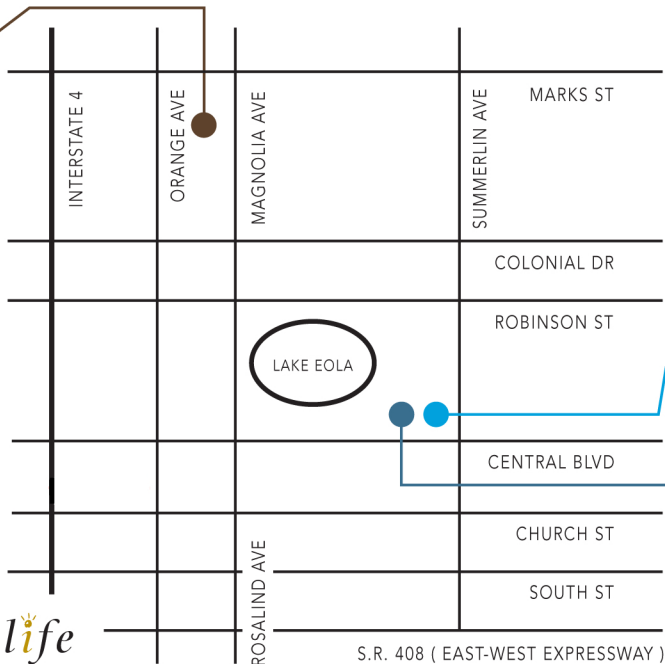 MARKS ST
INTERSTATE 4
ORANGE AVE
MAGNOLIA AVE
SUMMERLIN AVE
COLONIAL DR
ROBINSON ST
LAKE EOLA
CENTRAL BLVD
CHURCH ST
ROSALIND AVE
SOUTH ST
life
S.R. 408 ( EAST-WEST EXPRESSWAY )